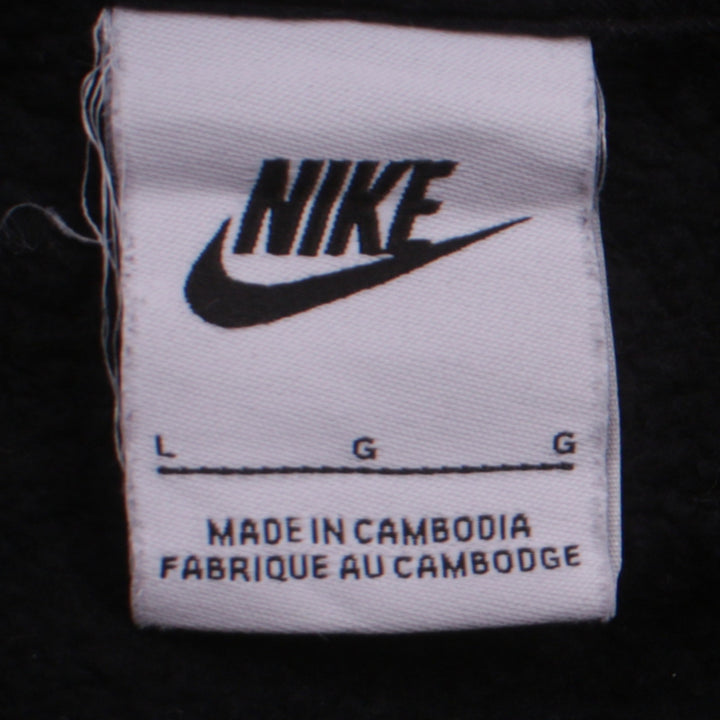 NIKE
L G G
MADE IN CAMBODIA
FABRIQUE AU CAMBODGE